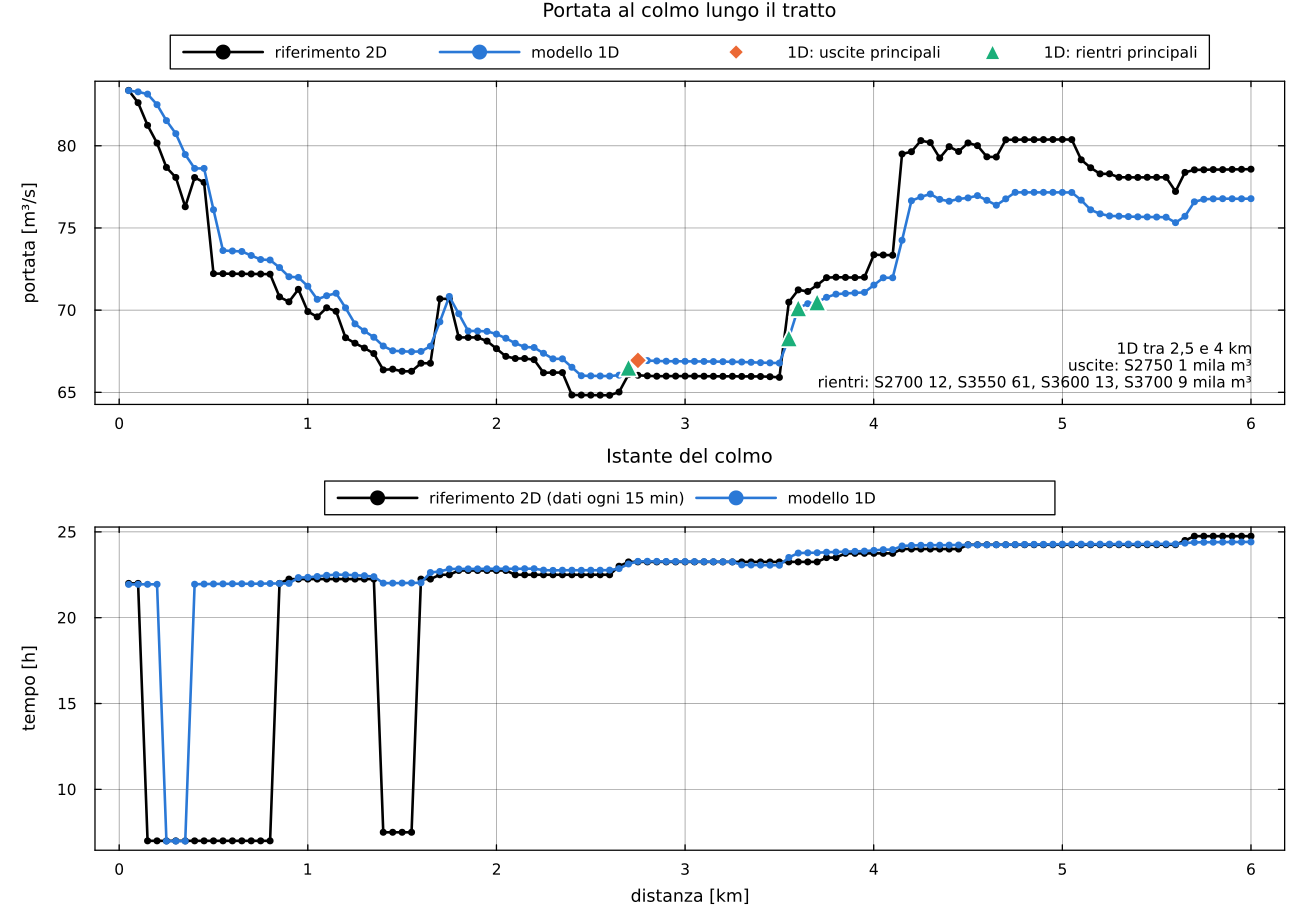 Portata al colmo lungo il tratto
riferimento 2D
modello 1D
1D: uscite principali
1D: rientri principali
portata [m³/s]
80
75
70
65
1D tra 2,5 e 4 km
uscite: S2750 1 mila m³
rientri: S2700 12, S3550 61, S3600 13, S3700 9 mila m³
0 1 2 3 4 5 6
Istante del colmo
riferimento 2D (dati ogni 15 min)
modello 1D
tempo [h]
25
20
15
10
0 1 2 3 4 5 6
distanza [km]